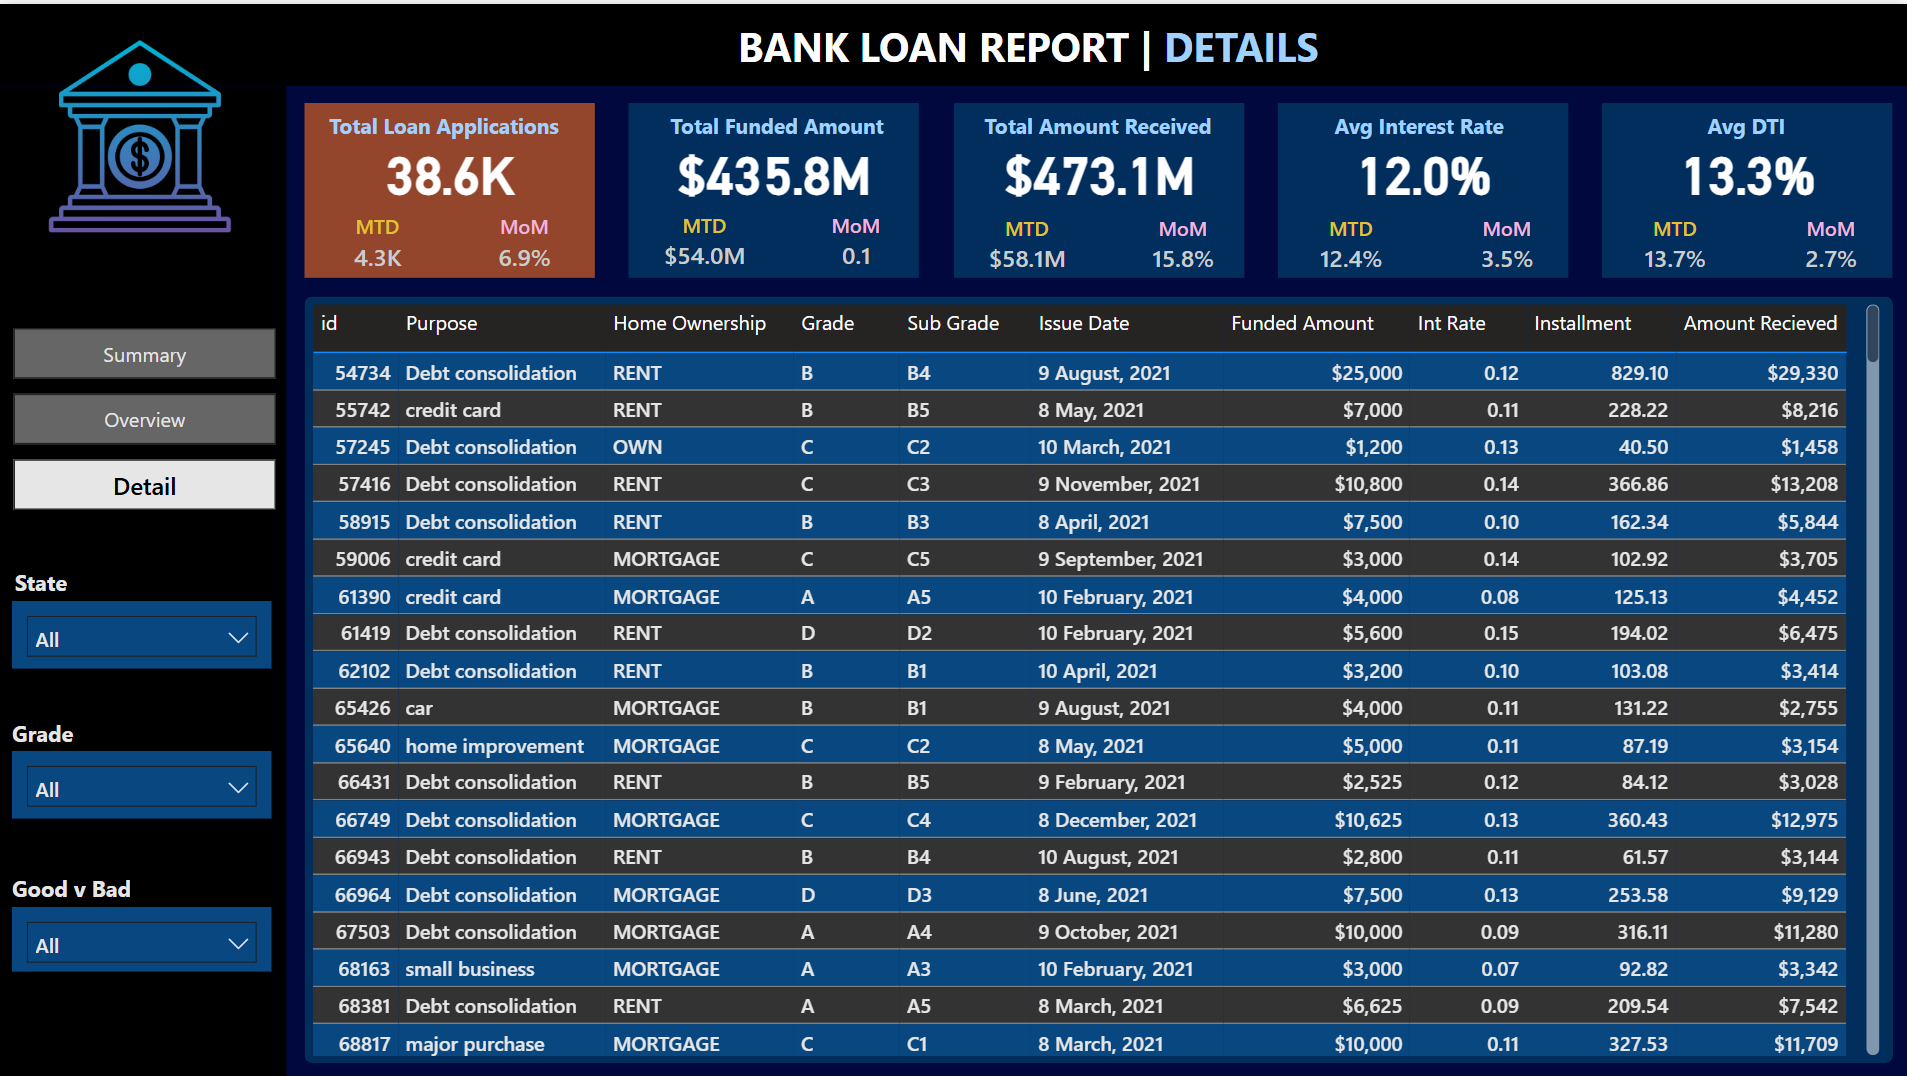 BANK LOAN REPORT | DETAILS
$
Total Loan Applications
38.6K
MTD MoM
4.3K 6.9%
Total Funded Amount
$435.8M
MTD MoM
$54.0M 0.1
Total Amount Received
$473.1M
MTD MoM
$58.1M 15.8%
Avg Interest Rate
12.0%
MTD MoM
12.4% 3.5%
Avg DTI
13.3%
MTD MoM
13.7% 2.7%
Summary
Overview
Detail
State
All
Grade
All
Good v Bad
All
id Purpose Home Ownership Grade Sub Grade Issue Date Funded Amount Int Rate Installment Amount Recieved
54734 Debt consolidation RENT B B4 9 August, 2021 $25,000 0.12 829.10 $29,330
55742 credit card RENT B B5 8 May, 2021 $7,000 0.11 228.22 $8,216
57245 Debt consolidation OWN C C2 10 March, 2021 $1,200 0.13 40.50 $1,458
57416 Debt consolidation RENT C C3 9 November, 2021 $10,800 0.14 366.86 $13,208
58915 Debt consolidation RENT B B3 8 April, 2021 $7,500 0.10 162.34 $5,844
59006 credit card MORTGAGE C C5 9 September, 2021 $3,000 0.14 102.92 $3,705
61390 credit card MORTGAGE A A5 10 February, 2021 $4,000 0.08 125.13 $4,452
61419 Debt consolidation RENT D D2 10 February, 2021 $5,600 0.15 194.02 $6,475
62102 Debt consolidation RENT B B1 10 April, 2021 $3,200 0.10 103.08 $3,414
65426 car MORTGAGE B B1 9 August, 2021 $4,000 0.11 131.22 $2,755
65640 home improvement MORTGAGE C C2 8 May, 2021 $5,000 0.11 87.19 $3,154
66431 Debt consolidation RENT B B5 9 February, 2021 $2,525 0.12 84.12 $3,028
66749 Debt consolidation MORTGAGE C C4 8 December, 2021 $10,625 0.13 360.43 $12,975
66943 Debt consolidation RENT B B4 10 August, 2021 $2,800 0.11 61.57 $3,144
66964 Debt consolidation MORTGAGE D D3 8 June, 2021 $7,500 0.13 253.58 $9,129
67503 Debt consolidation MORTGAGE A A4 9 October, 2021 $10,000 0.09 316.11 $11,280
68163 small business MORTGAGE A A3 10 February, 2021 $3,000 0.07 92.82 $3,342
68381 Debt consolidation RENT A A5 8 March, 2021 $6,625 0.09 209.54 $7,542
68817 major purchase MORTGAGE C C1 8 March, 2021 $10,000 0.11 327.53 $11,709